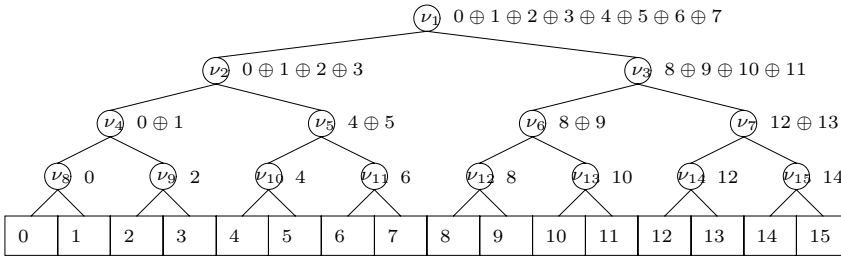 ν1 0 ⊕ 1 ⊕ 2 ⊕ 3 ⊕ 4 ⊕ 5 ⊕ 6 ⊕ 7
ν2 0 ⊕ 1 ⊕ 2 ⊕ 3 ν3 8 ⊕ 9 ⊕ 10 ⊕ 11
ν4 0 ⊕ 1 ν5 4 ⊕ 5 ν6 8 ⊕ 9 ν7 12 ⊕ 13
ν8 0 ν9 2 ν10 4 ν11 6 ν12 8 ν13 10 ν14 12 ν15 14
0 1 2 3 4 5 6 7 8 9 10 11 12 13 14 15